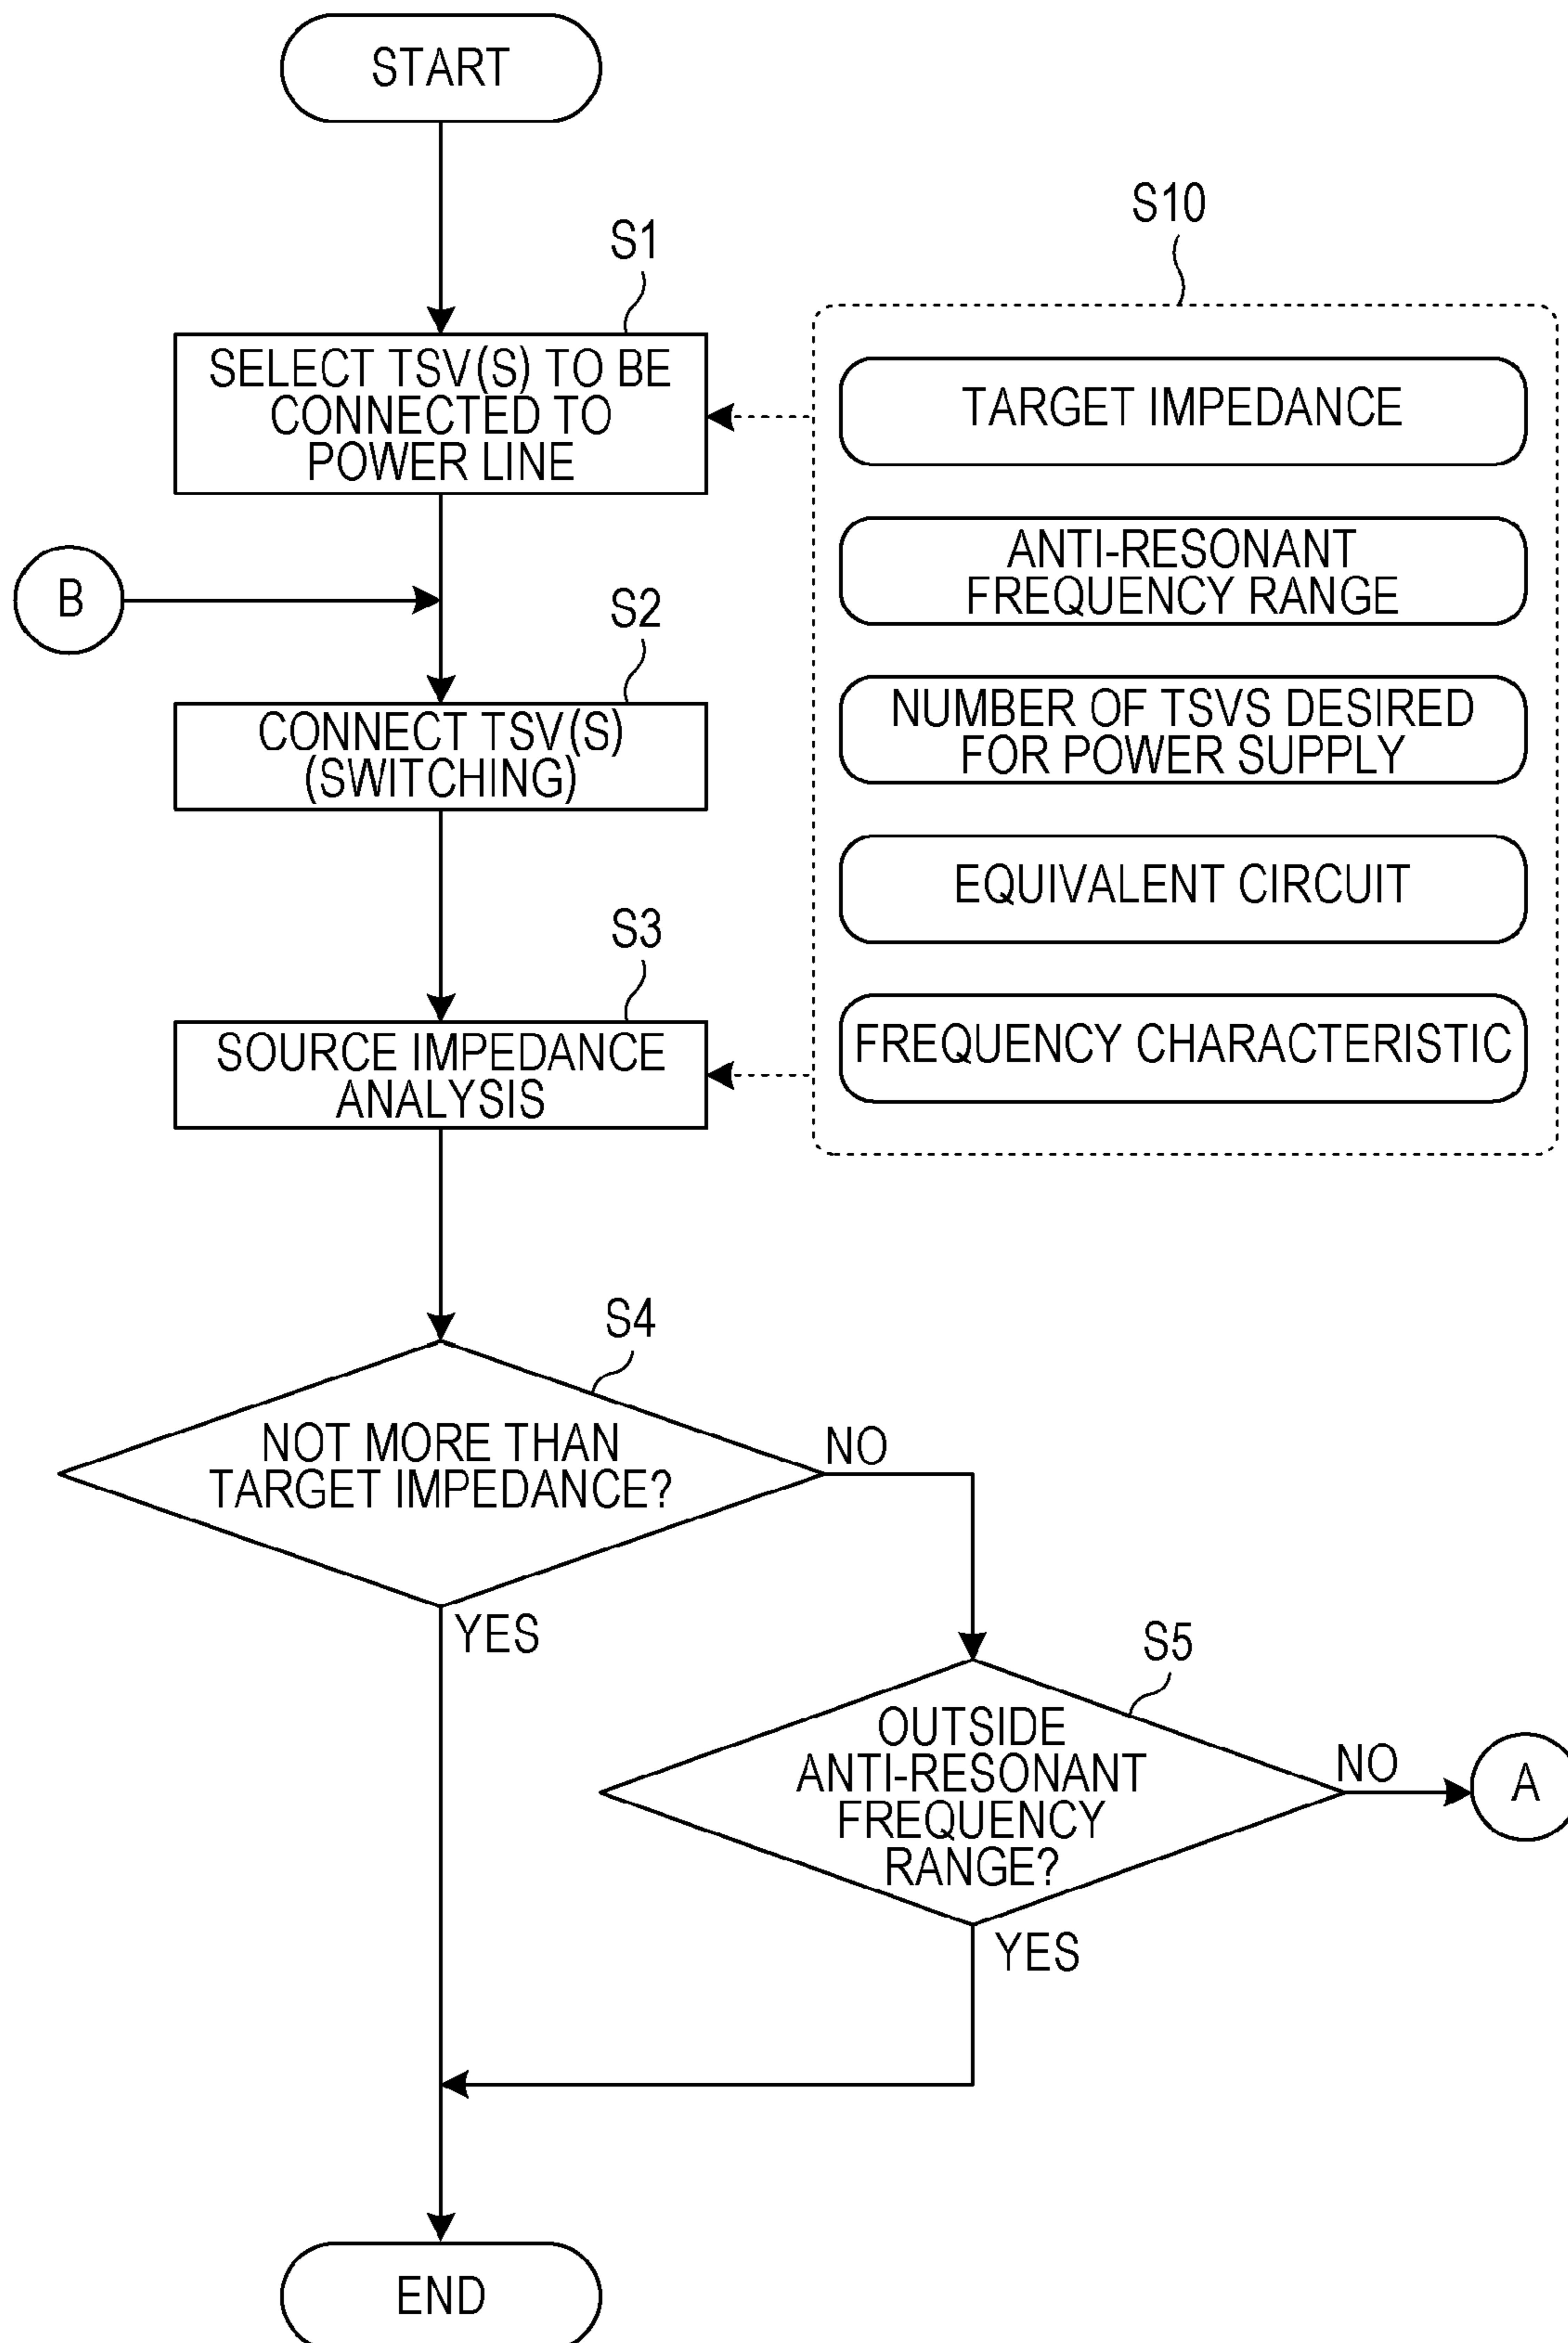 START
S1
SELECT TSV(S) TO BE
CONNECTED TO
POWER LINE
S10
TARGET IMPEDANCE
ANTI-RESONANT
FREQUENCY RANGE
NUMBER OF TSVS DESIRED
FOR POWER SUPPLY
EQUIVALENT CIRCUIT
FREQUENCY CHARACTERISTIC
B
S2
CONNECT TSV(S)
(SWITCHING)
S3
SOURCE IMPEDANCE
ANALYSIS
S4
NOT MORE THAN
TARGET IMPEDANCE?
NO
YES
S5
OUTSIDE
ANTI-RESONANT
FREQUENCY
RANGE?
NO
A
YES
END